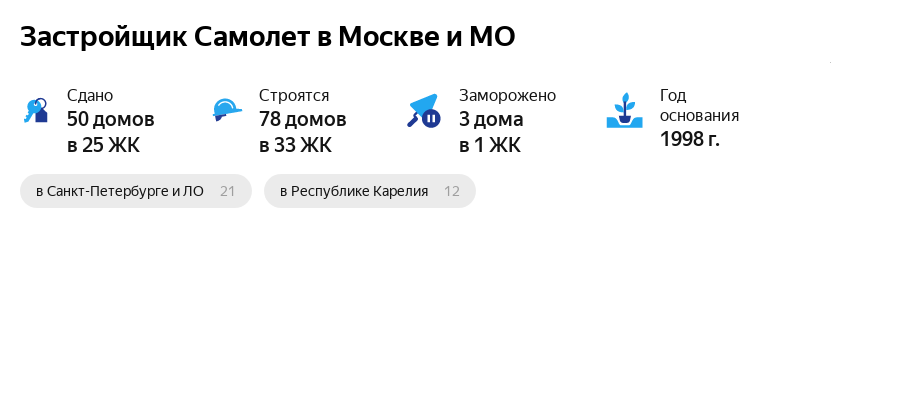 Застройщик Самолет в Москве и МО
Сдано
50 домов
в 25 ЖК
Строятся
78 домов
в 33 ЖК
Заморожено
3 дома
в 1 ЖК
Год
основания
1998 г.
в Санкт-Петербурге и ЛО 21
в Республике Карелия 12